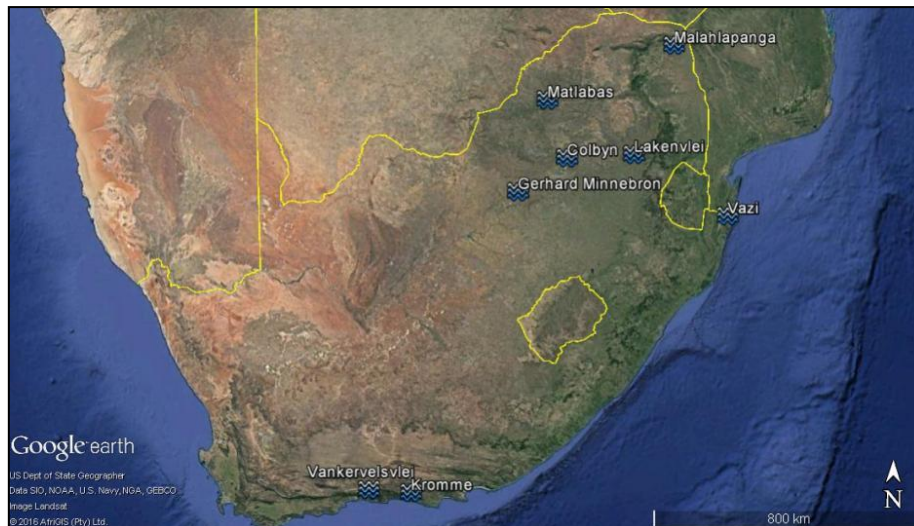 Malahlapanga
Matlabas
Colbyn
Lakenvlei
Gerhard Minnebron
Vazi
Google earth
US Dept of State Geographer
Data SIO, NOAA, U.S. Navy, NGA, GEBCO
Image Landsat
© 2016 AfriGIS (Pty) Ltd.
Vankervelsvlei
Kromme
N
800 km